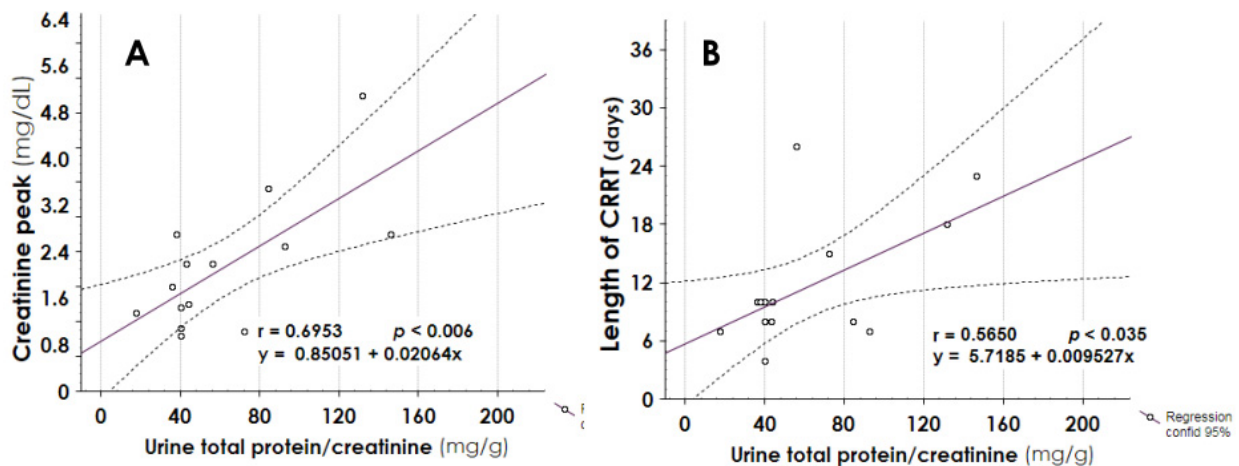 A
Creatinine peak (mg/dL)
6.4
5.6
4.8
4.0
3.2
2.4
1.6
0.8
0
r = 0.6953 p < 0.006
y = 0.85051 + 0.02064x
0 40 80 120 160 200
Urine total protein/creatinine (mg/g)
B
Length of CRRT (days)
36
30
24
18
12
6
0
r = 0.5650 p < 0.035
y = 5.7185 + 0.009527x
0 40 80 120 160 200
Urine total protein/creatinine (mg/g)
Regression
confid 95%